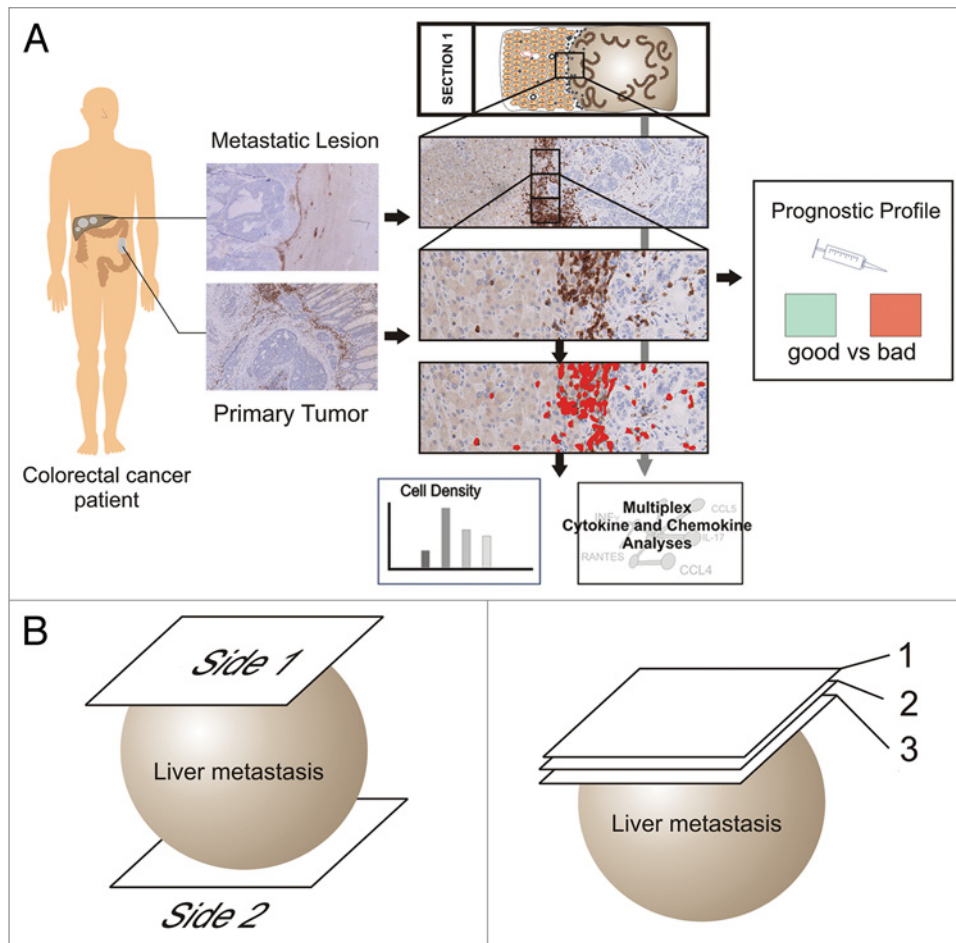 A
SECTION 1
Metastatic Lesion
Primary Tumor
Colorectal cancer
patient
Prognostic Profile
good vs bad
Cell Density
Multiplex
Cytokine and Chemokine
Analyses
CCL5
INFγ
IL-17
RANTES
CCL4
B
Side 1
Liver metastasis
Side 2
1
2
3
Liver metastasis